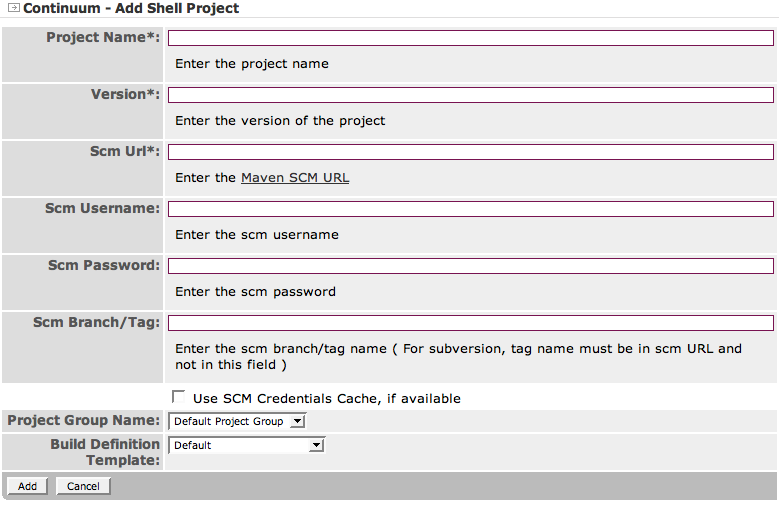 Continuum - Add Shell Project
Project Name*:
Enter the project name
Version*:
Enter the version of the project
Scm Url*:
Enter the Maven SCM URL
Scm Username:
Enter the scm username
Scm Password:
Enter the scm password
Scm Branch/Tag:
Enter the scm branch/tag name ( For subversion, tag name must be in scm URL and
not in this field )
Use SCM Credentials Cache, if available
Project Group Name: Default Project Group
Build Definition
Template:
Default
Add Cancel